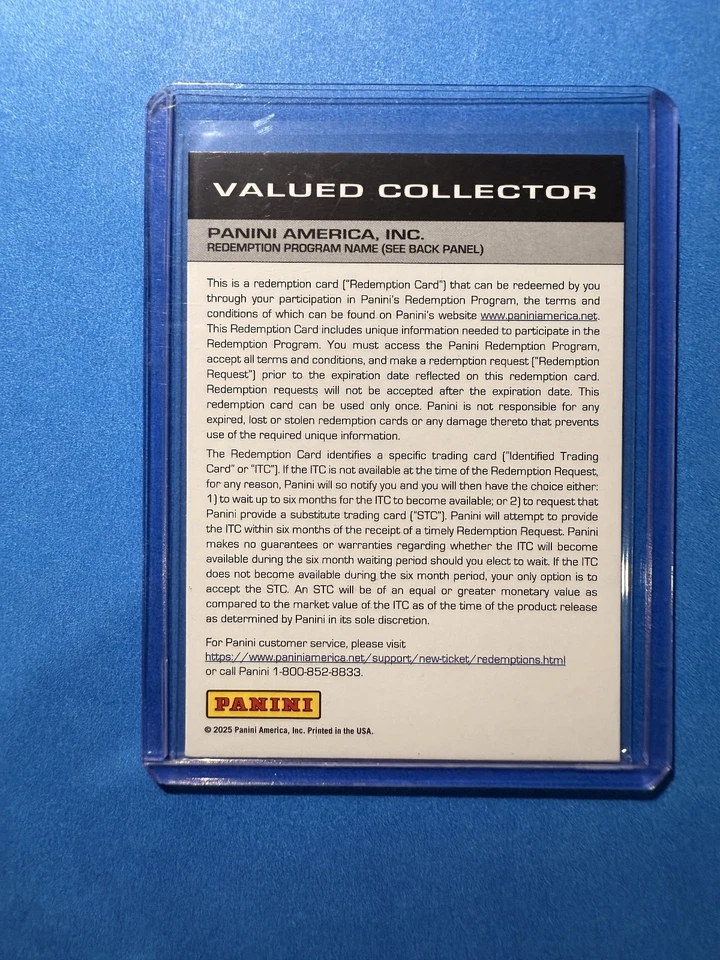 VALUED COLLECTOR
PANINI AMERICA, INC.
REDEMPTION PROGRAM NAME (SEE BACK PANEL)
This is a redemption card ("Redemption Card") that can be redeemed by you
through your participation in Panini's Redemption Program, the terms and
conditions of which can be found on Panini's website www.paniniamerica.net.
This Redemption Card includes unique information needed to participate in the
Redemption Program. You must access the Panini Redemption Program,
accept all terms and conditions, and make a redemption request ("Redemption
Request") prior to the expiration date reflected on this redemption card.
Redemption requests will not be accepted after the expiration date. This
redemption card can be used only once. Panini is not responsible for any
expired, lost or stolen redemption cards or any damage thereto that prevents
use of the required unique information.
The Redemption Card identifies a specific trading card ("Identified Trading
Card" or "ITC"). If the ITC is not available at the time of the Redemption Request,
for any reason, Panini will so notify you and you will then have the choice either:
1) to wait up to six months for the ITC to become available; or 2) to request that
Panini provide a substitute trading card ("STC"). Panini will attempt to provide
the ITC within six months of the receipt of a timely Redemption Request. Panini
makes no guarantees or warranties regarding whether the ITC will become
available during the six month waiting period should you elect to wait. If the ITC
does not become available during the six month period, your only option is to
accept the STC. An STC will be of an equal or greater monetary value as
compared to the market value of the ITC as of the time of the product release
as determined by Panini in its sole discretion.
For Panini customer service, please visit
https://www.paniniamerica.net/support/new-ticket/redemptions.html
or call Panini 1-800-852-8833.
PANINI
© 2025 Panini America, Inc. Printed in the USA.